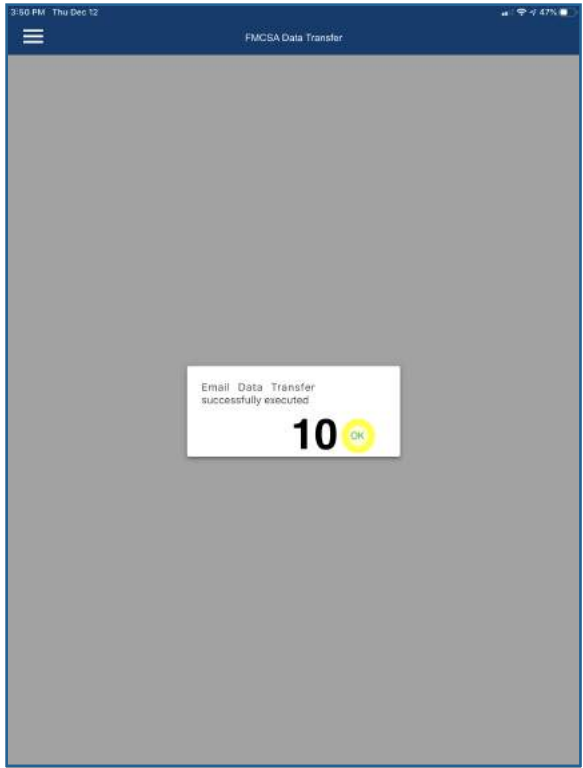 3:50 PM Thu Dec 12
47%
FMCSA Data Transfer
Email Data Transfer
successfully executed
10 OK